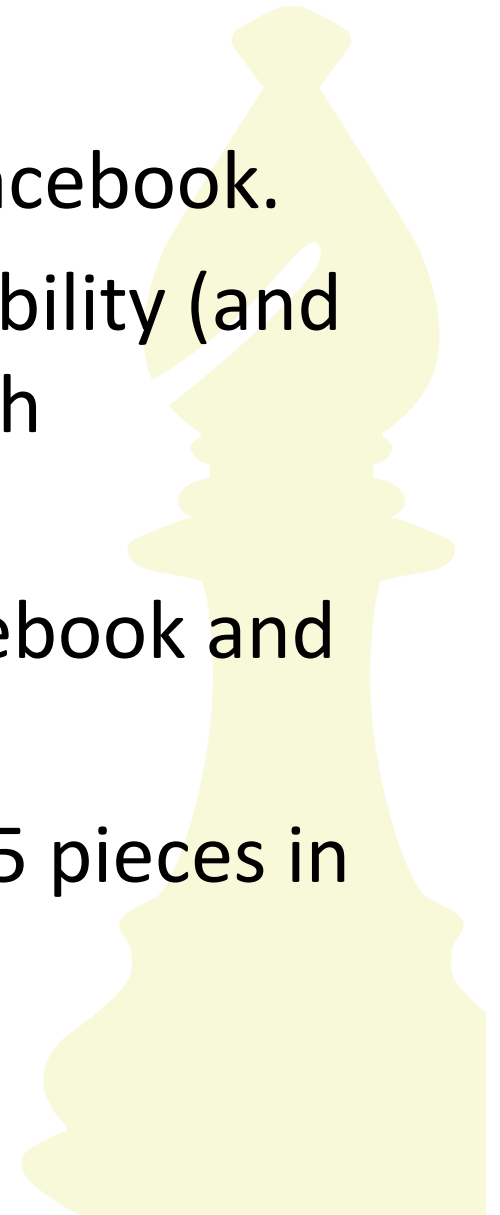 acebook.
bility (and
h
ebook and
5 pieces in